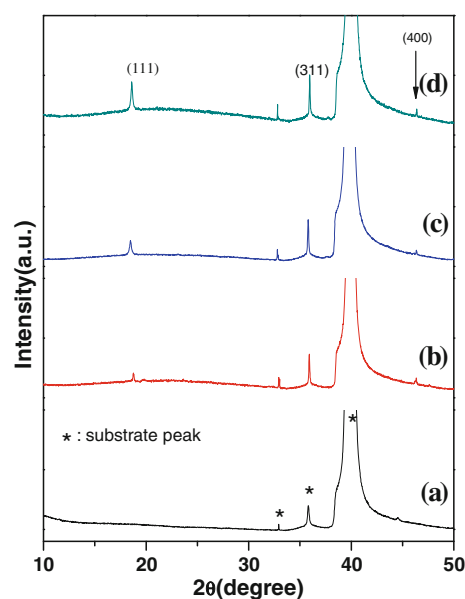 (400)
(111)
(311)
(d)
(c)
(b)
* : substrate peak
*
*
*
(a)
Intensity(a.u.)
10 20 30 40 50
2θ(degree)